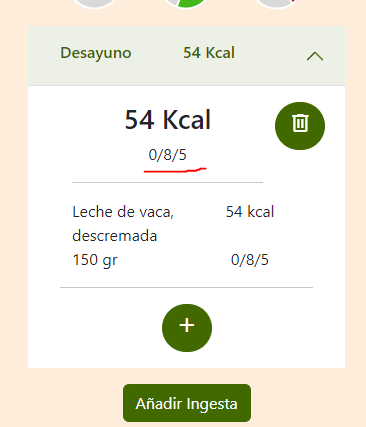 Desayuno 54 Kcal
54 Kcal
0/8/5
Leche de vaca, 54 kcal
descremada
150 gr 0/8/5
+
Añadir Ingesta